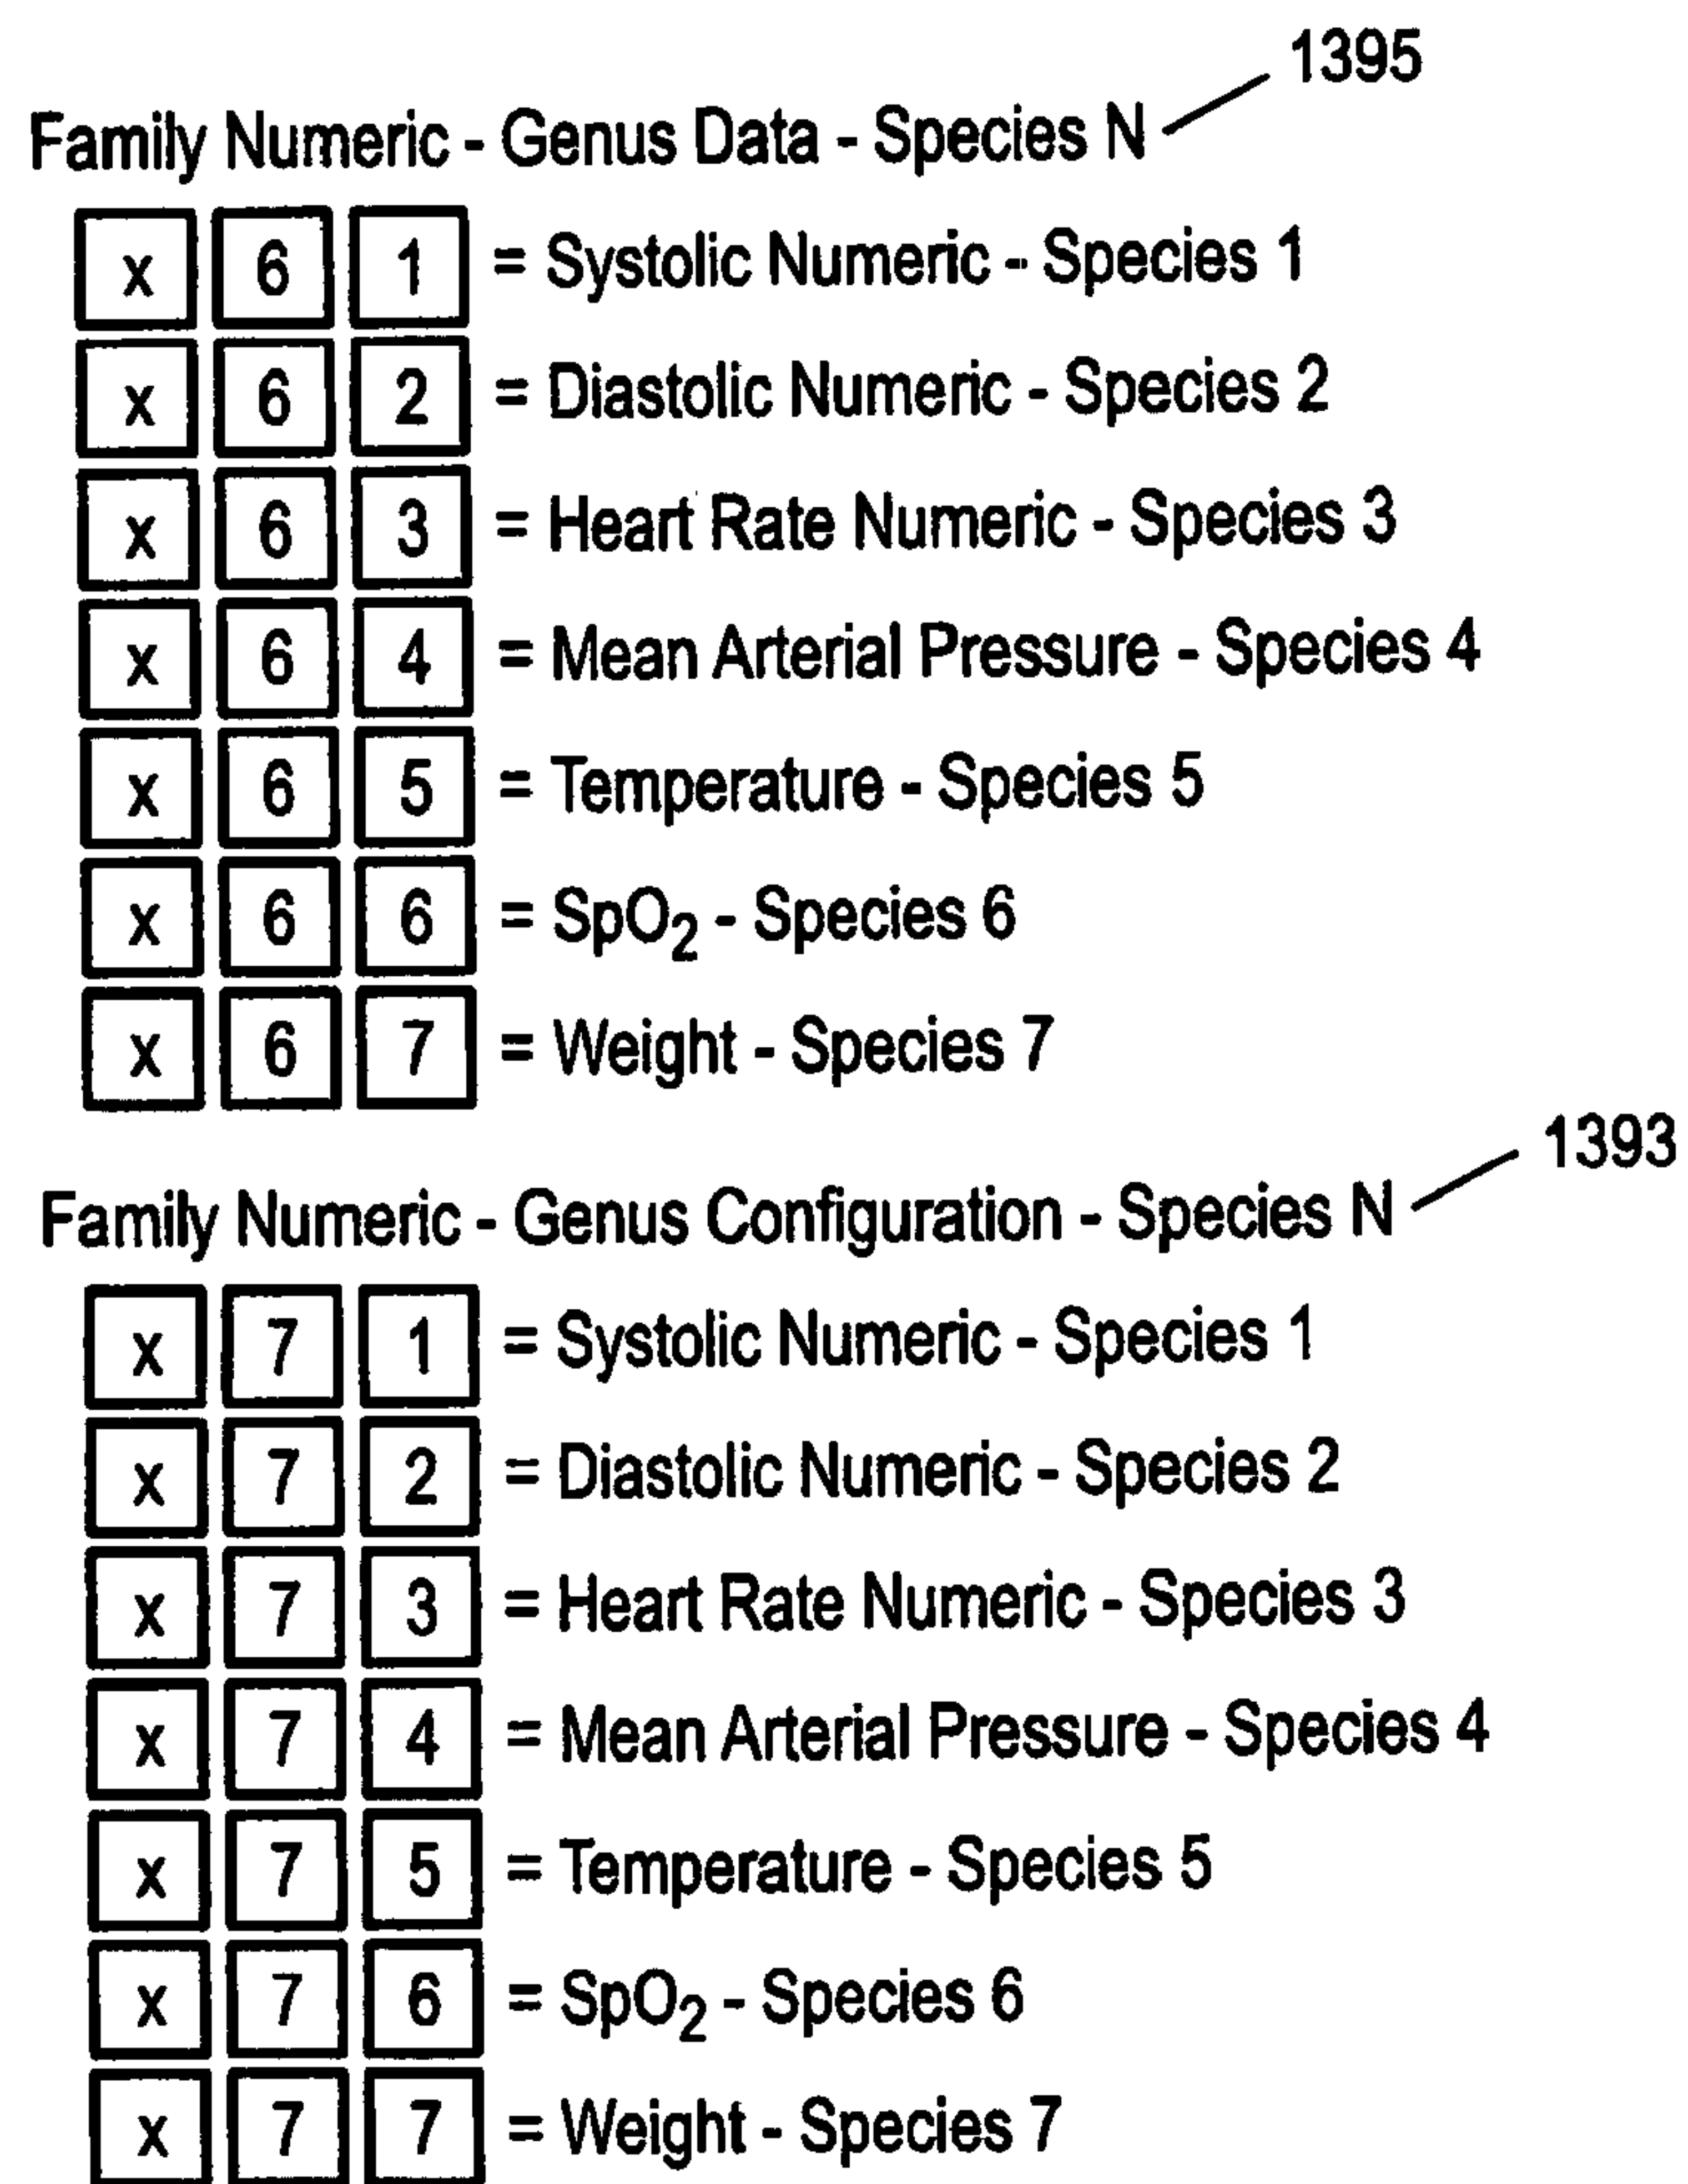 1395
Family Numeric - Genus Data - Species N
x 6 1 = Systolic Numeric - Species 1
x 6 2 = Diastolic Numeric - Species 2
x 6 3 = Heart Rate Numeric - Species 3
x 6 4 = Mean Arterial Pressure - Species 4
x 6 5 = Temperature - Species 5
x 6 6 = SpO₂ - Species 6
x 6 7 = Weight - Species 7
1393
Family Numeric - Genus Configuration - Species N
x 7 1 = Systolic Numeric - Species 1
x 7 2 = Diastolic Numeric - Species 2
x 7 3 = Heart Rate Numeric - Species 3
x 7 4 = Mean Arterial Pressure - Species 4
x 7 5 = Temperature - Species 5
x 7 6 = SpO₂ - Species 6
x 7 7 = Weight - Species 7